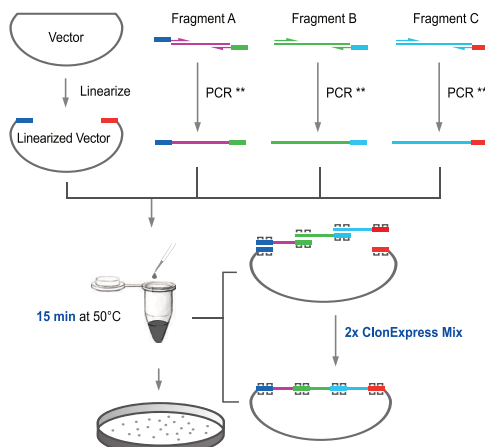 Fragment A
Fragment B
Fragment C
Vector
Linearize
PCR **
PCR **
PCR **
Linearized Vector
15 min at 50°C
2x ClonExpress Mix